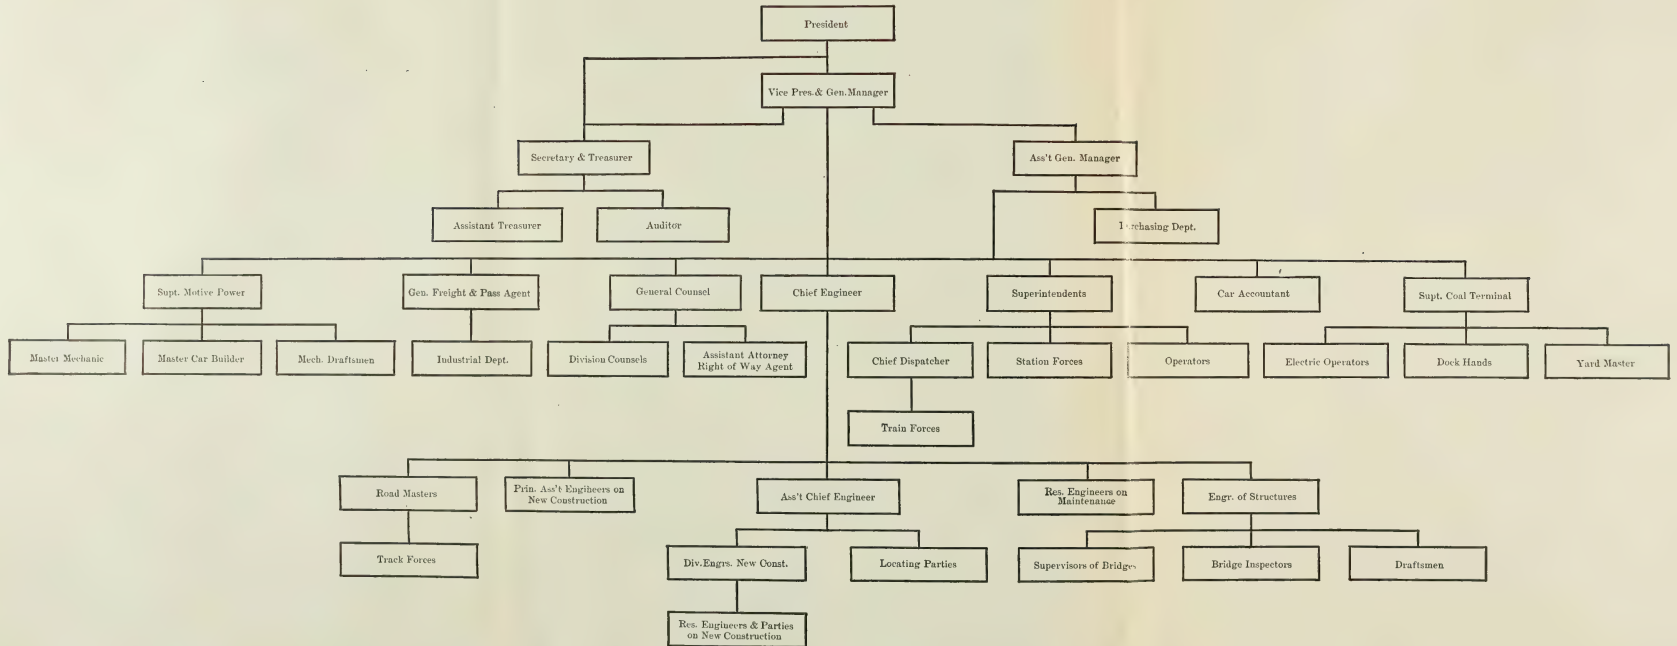 President
Vice Pres. & Gen. Manager
Secretary & Treasurer
Ass't Gen. Manager
Assistant Treasurer
Auditor
Purchasing Dept.
Supt. Motive Power
Gen. Freight & Pass Agent
General Counsel
Chief Engineer
Superintendents
Car Accountant
Supt. Coal Terminal
Master Mechanic
Master Car Builder
Mech. Draftsmen
Industrial Dept.
Division Counsels
Assistant Attorney
Right of Way Agent
Chief Dispatcher
Station Forces
Operators
Electric Operators
Dock Hands
Yard Master
Train Forces
Road Masters
Prin. Ass't Engineers on
New Construction
Ass't Chief Engineer
Res. Engineers on
Maintenance
Engr. of Structures
Track Forces
Div. Engrs. New Const.
Locating Parties
Supervisors of Bridges
Bridge Inspectors
Draftsmen
Res. Engineers & Parties
on New Construction